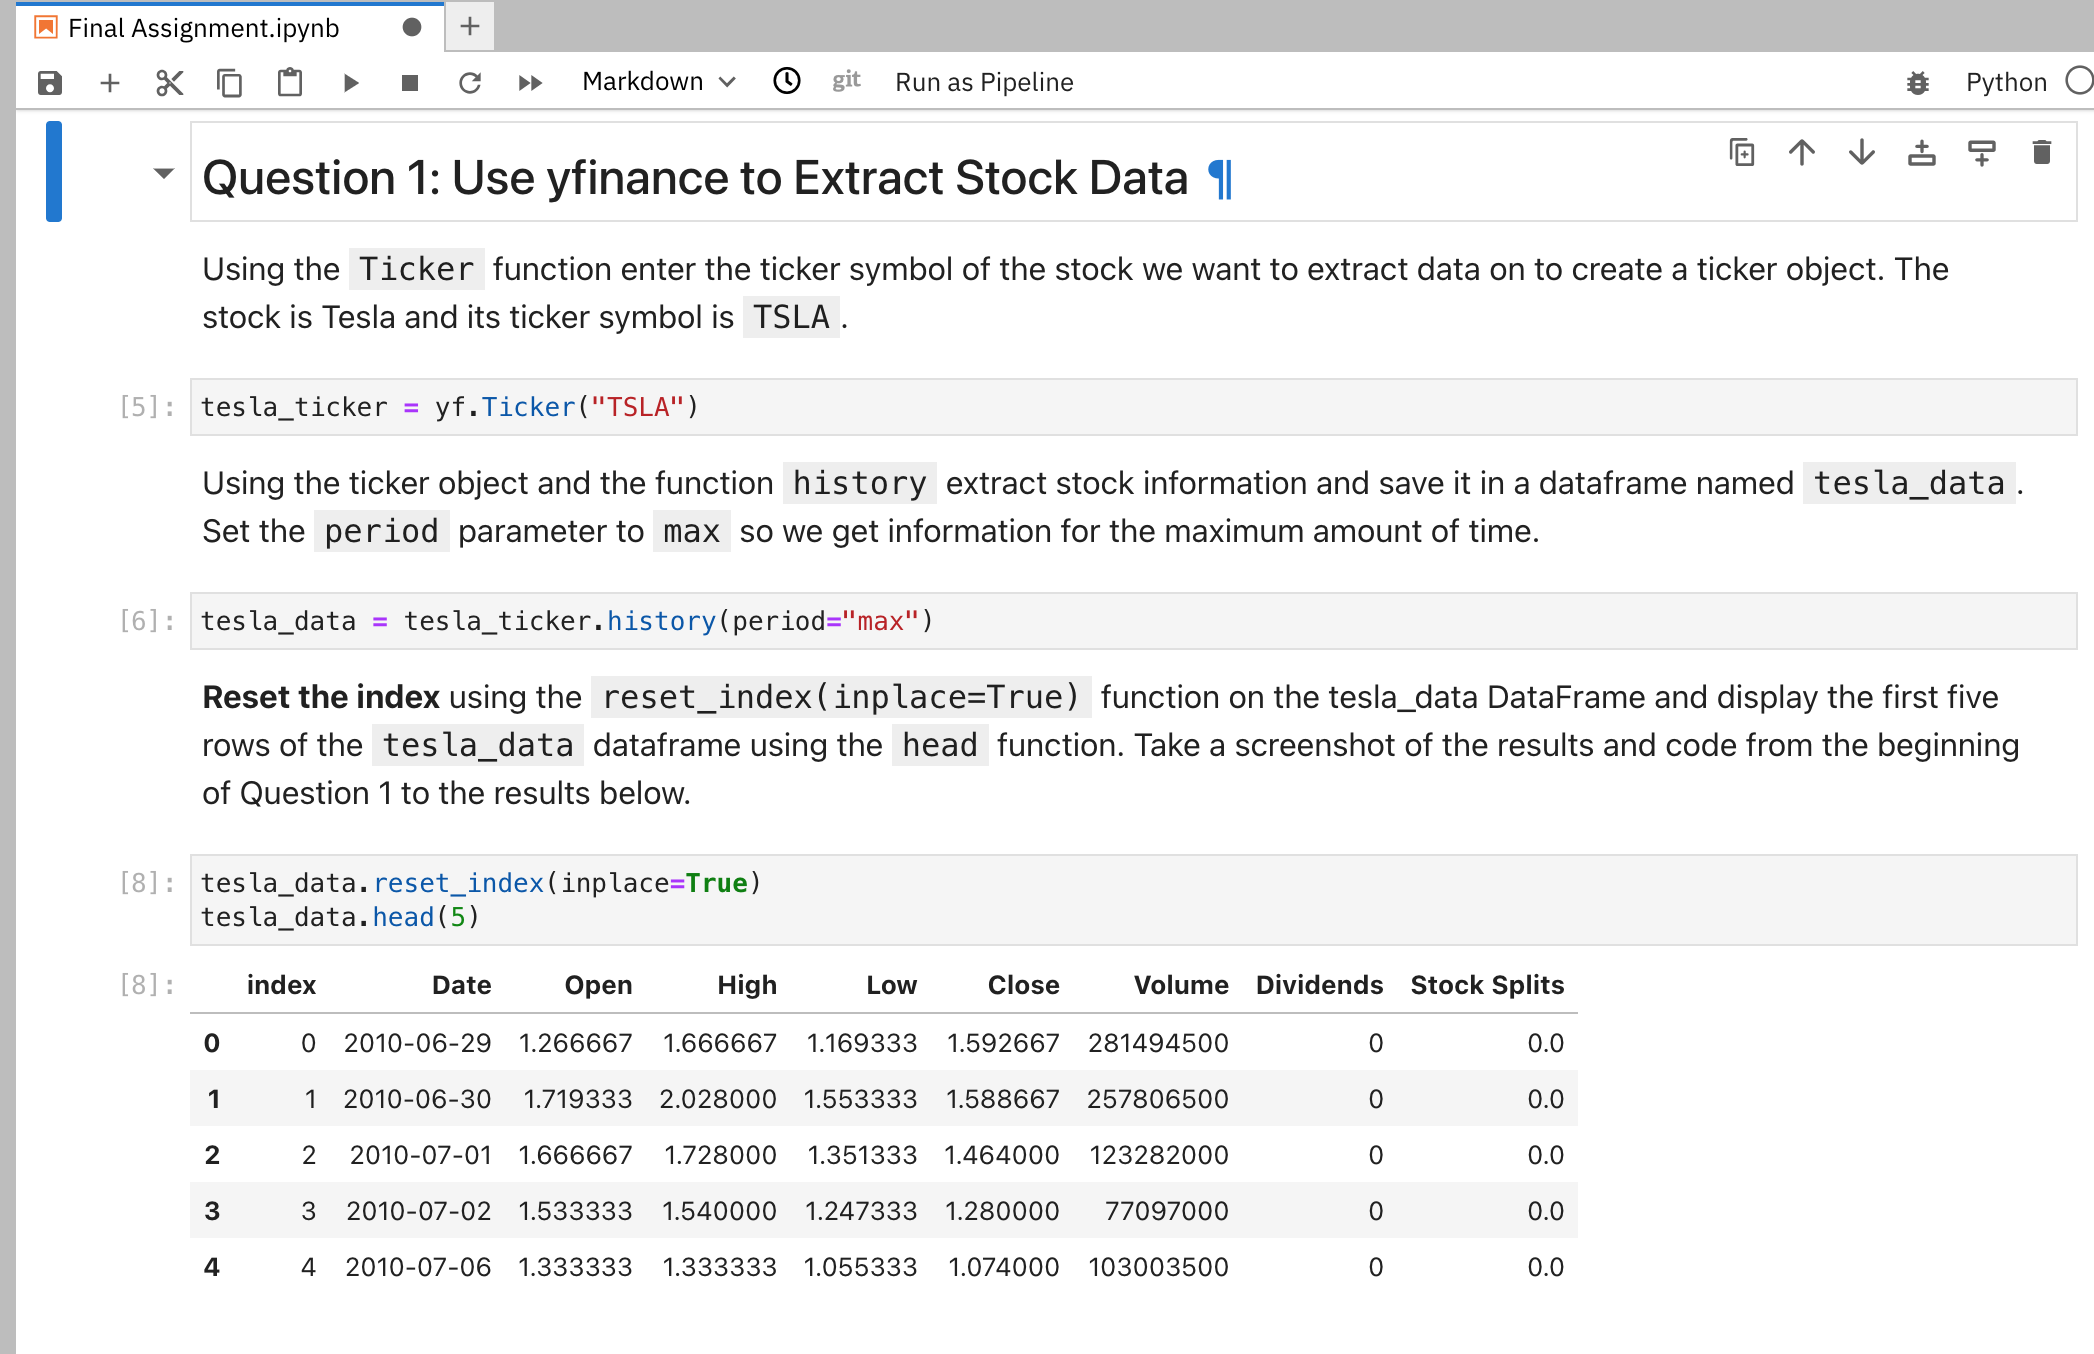 Final Assignment.ipynb
Markdown git Run as Pipeline Python
Question 1: Use yfinance to Extract Stock Data ¶
Using the Ticker function enter the ticker symbol of the stock we want to extract data on to create a ticker object. The
stock is Tesla and its ticker symbol is TSLA .
[5]: tesla_ticker = yf.Ticker("TSLA")
Using the ticker object and the function history extract stock information and save it in a dataframe named tesla_data .
Set the period parameter to max so we get information for the maximum amount of time.
[6]: tesla_data = tesla_ticker.history(period="max")
Reset the index using the reset_index(inplace=True) function on the tesla_data DataFrame and display the first five
rows of the tesla_data dataframe using the head function. Take a screenshot of the results and code from the beginning
of Question 1 to the results below.
[8]: tesla_data.reset_index(inplace=True)
tesla_data.head(5)
[8]: index Date Open High Low Close Volume Dividends Stock Splits
0 0 2010-06-29 1.266667 1.666667 1.169333 1.592667 281494500 0 0.0
1 1 2010-06-30 1.719333 2.028000 1.553333 1.588667 257806500 0 0.0
2 2 2010-07-01 1.666667 1.728000 1.351333 1.464000 123282000 0 0.0
3 3 2010-07-02 1.533333 1.540000 1.247333 1.280000 77097000 0 0.0
4 4 2010-07-06 1.333333 1.333333 1.055333 1.074000 103003500 0 0.0